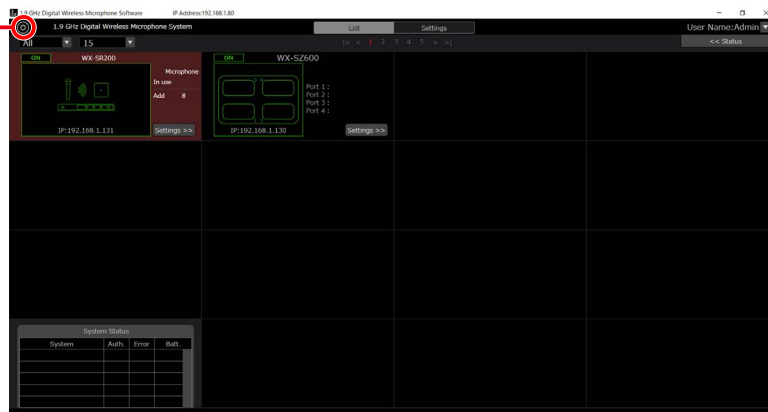 1.9 GHz Digital Wireless Microphone Software IP Address:192.168.1.80
1.9 GHz Digital Wireless Microphone System List Settings User Name:Admin
All 15 |< < 1 2 3 4 5 > >| << Status
ON WX-SR200
Microphone
In use
Add 8
IP:192.168.1.131 Settings >>
ON WX-SZ600
Port 1 :
Port 2 :
Port 3 :
Port 4 :
IP:192.168.1.130 Settings >>
System Status
System Auth. Error Batt.